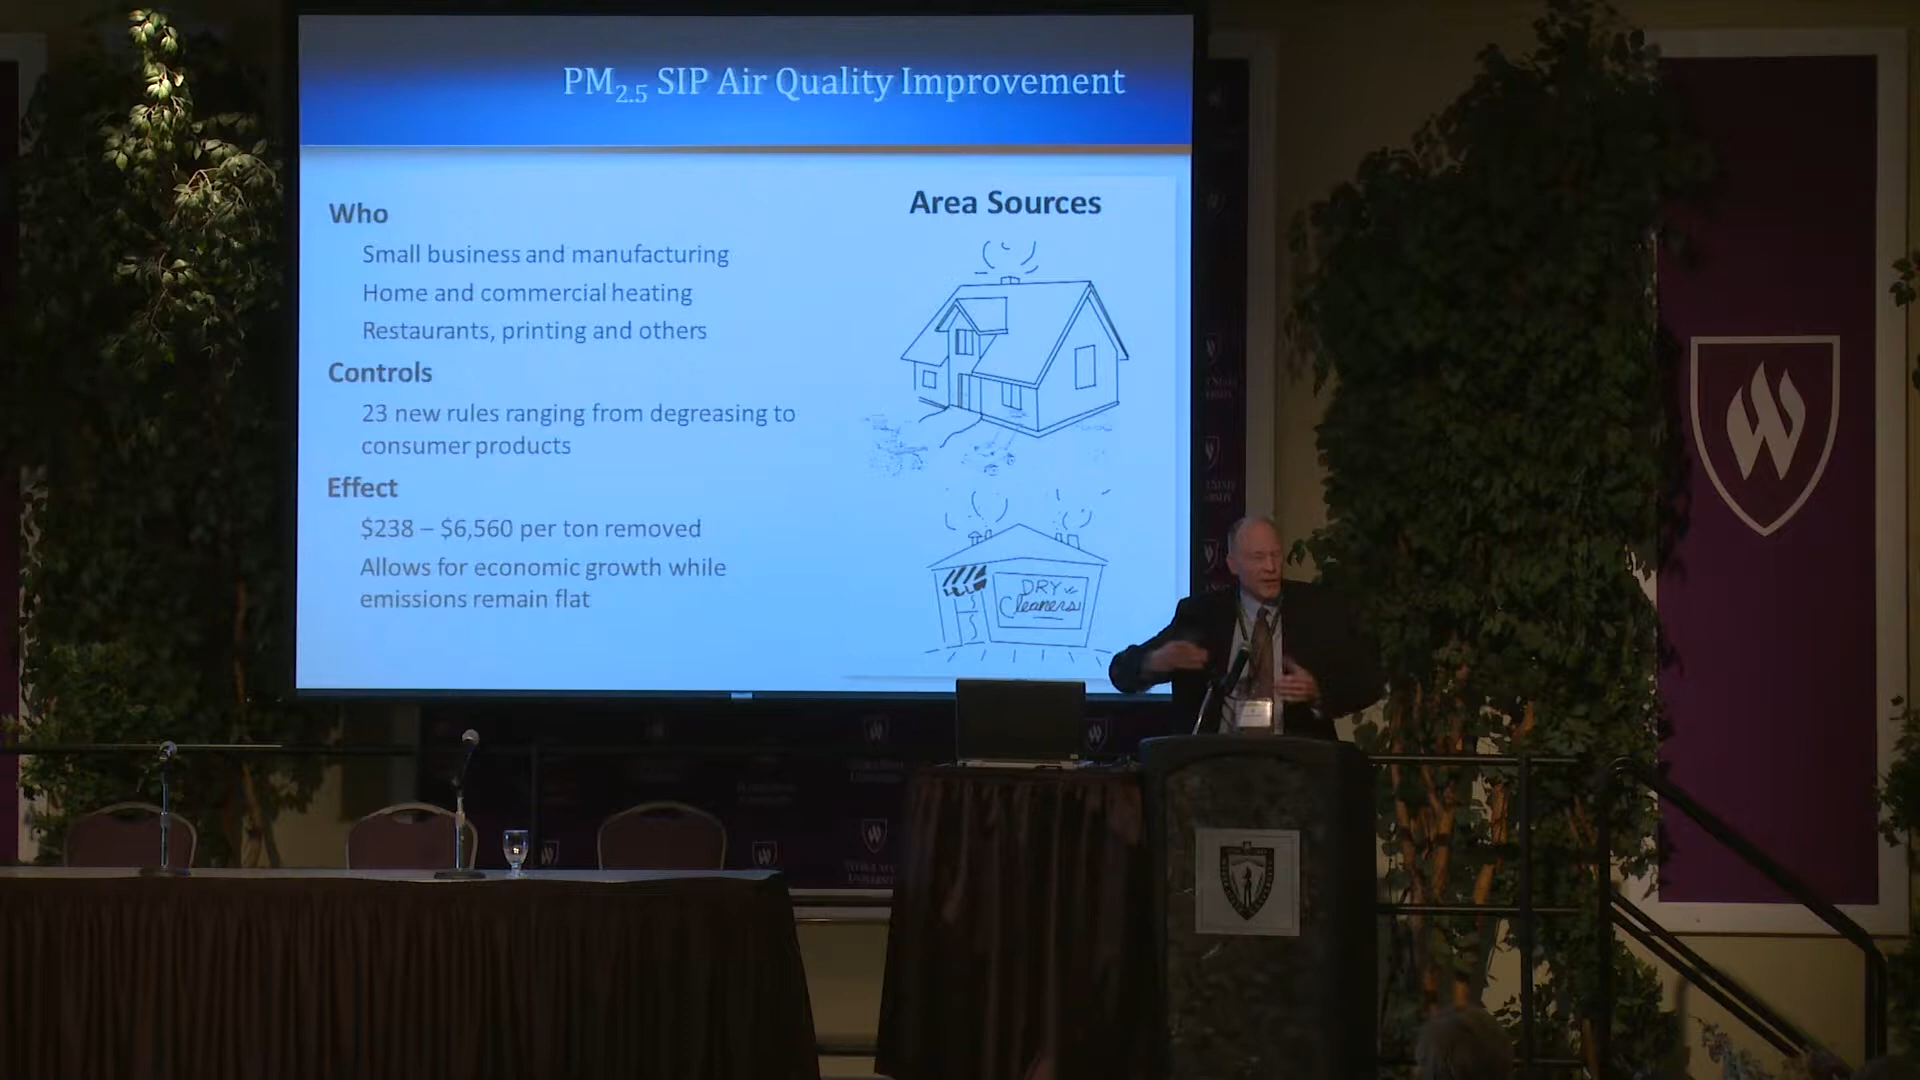 PM2.5 SIP Air Quality Improvement
Who
Small business and manufacturing
Home and commercial heating
Restaurants, printing and others
Controls
23 new rules ranging from degreasing to
consumer products
Effect
$238 – $6,560 per ton removed
Allows for economic growth while
emissions remain flat
Area Sources
DRY
Cleaners